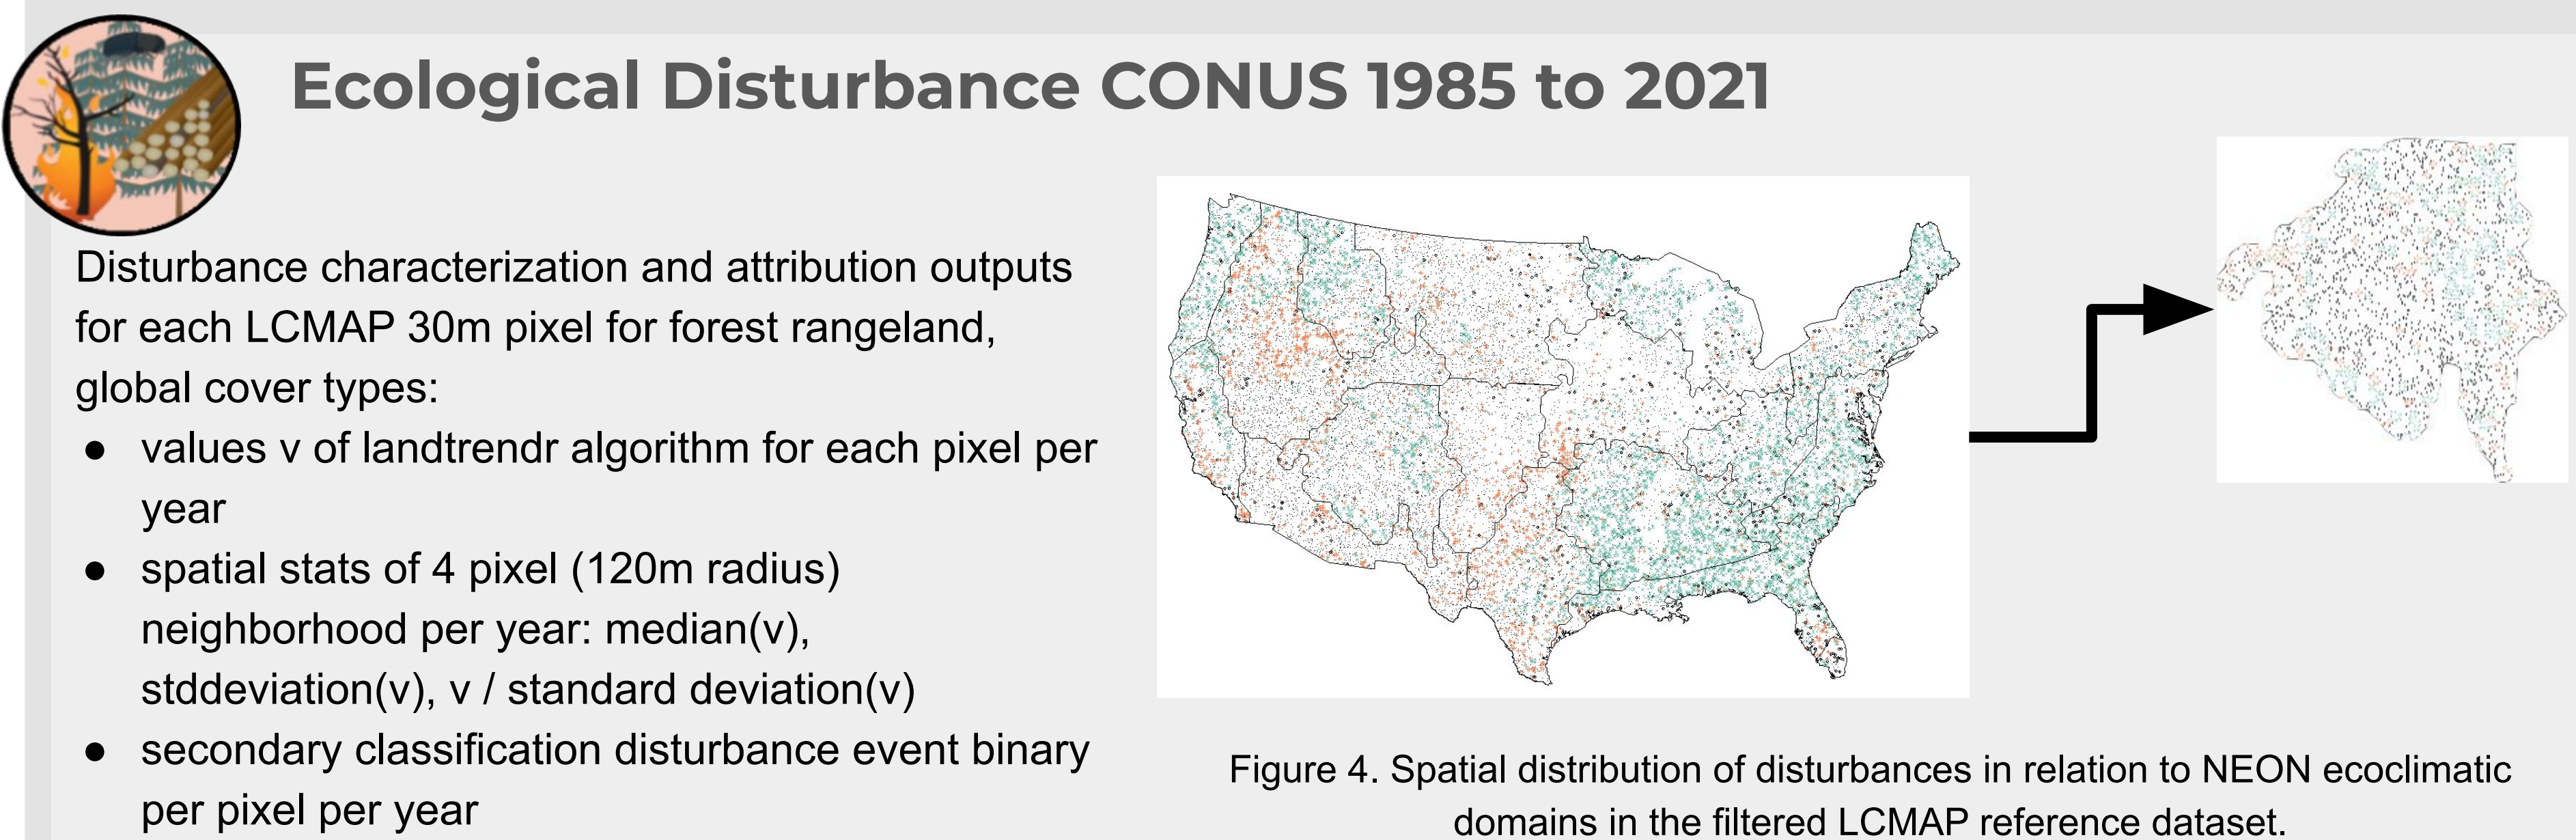 Ecological Disturbance CONUS 1985 to 2021
Disturbance characterization and attribution outputs
for each LCMAP 30m pixel for forest rangeland,
global cover types:
● values v of landtrendr algorithm for each pixel per
year
● spatial stats of 4 pixel (120m radius)
neighborhood per year: median(v),
stddeviation(v), v / standard deviation(v)
● secondary classification disturbance event binary
per pixel per year
Figure 4. Spatial distribution of disturbances in relation to NEON ecoclimatic
domains in the filtered LCMAP reference dataset.